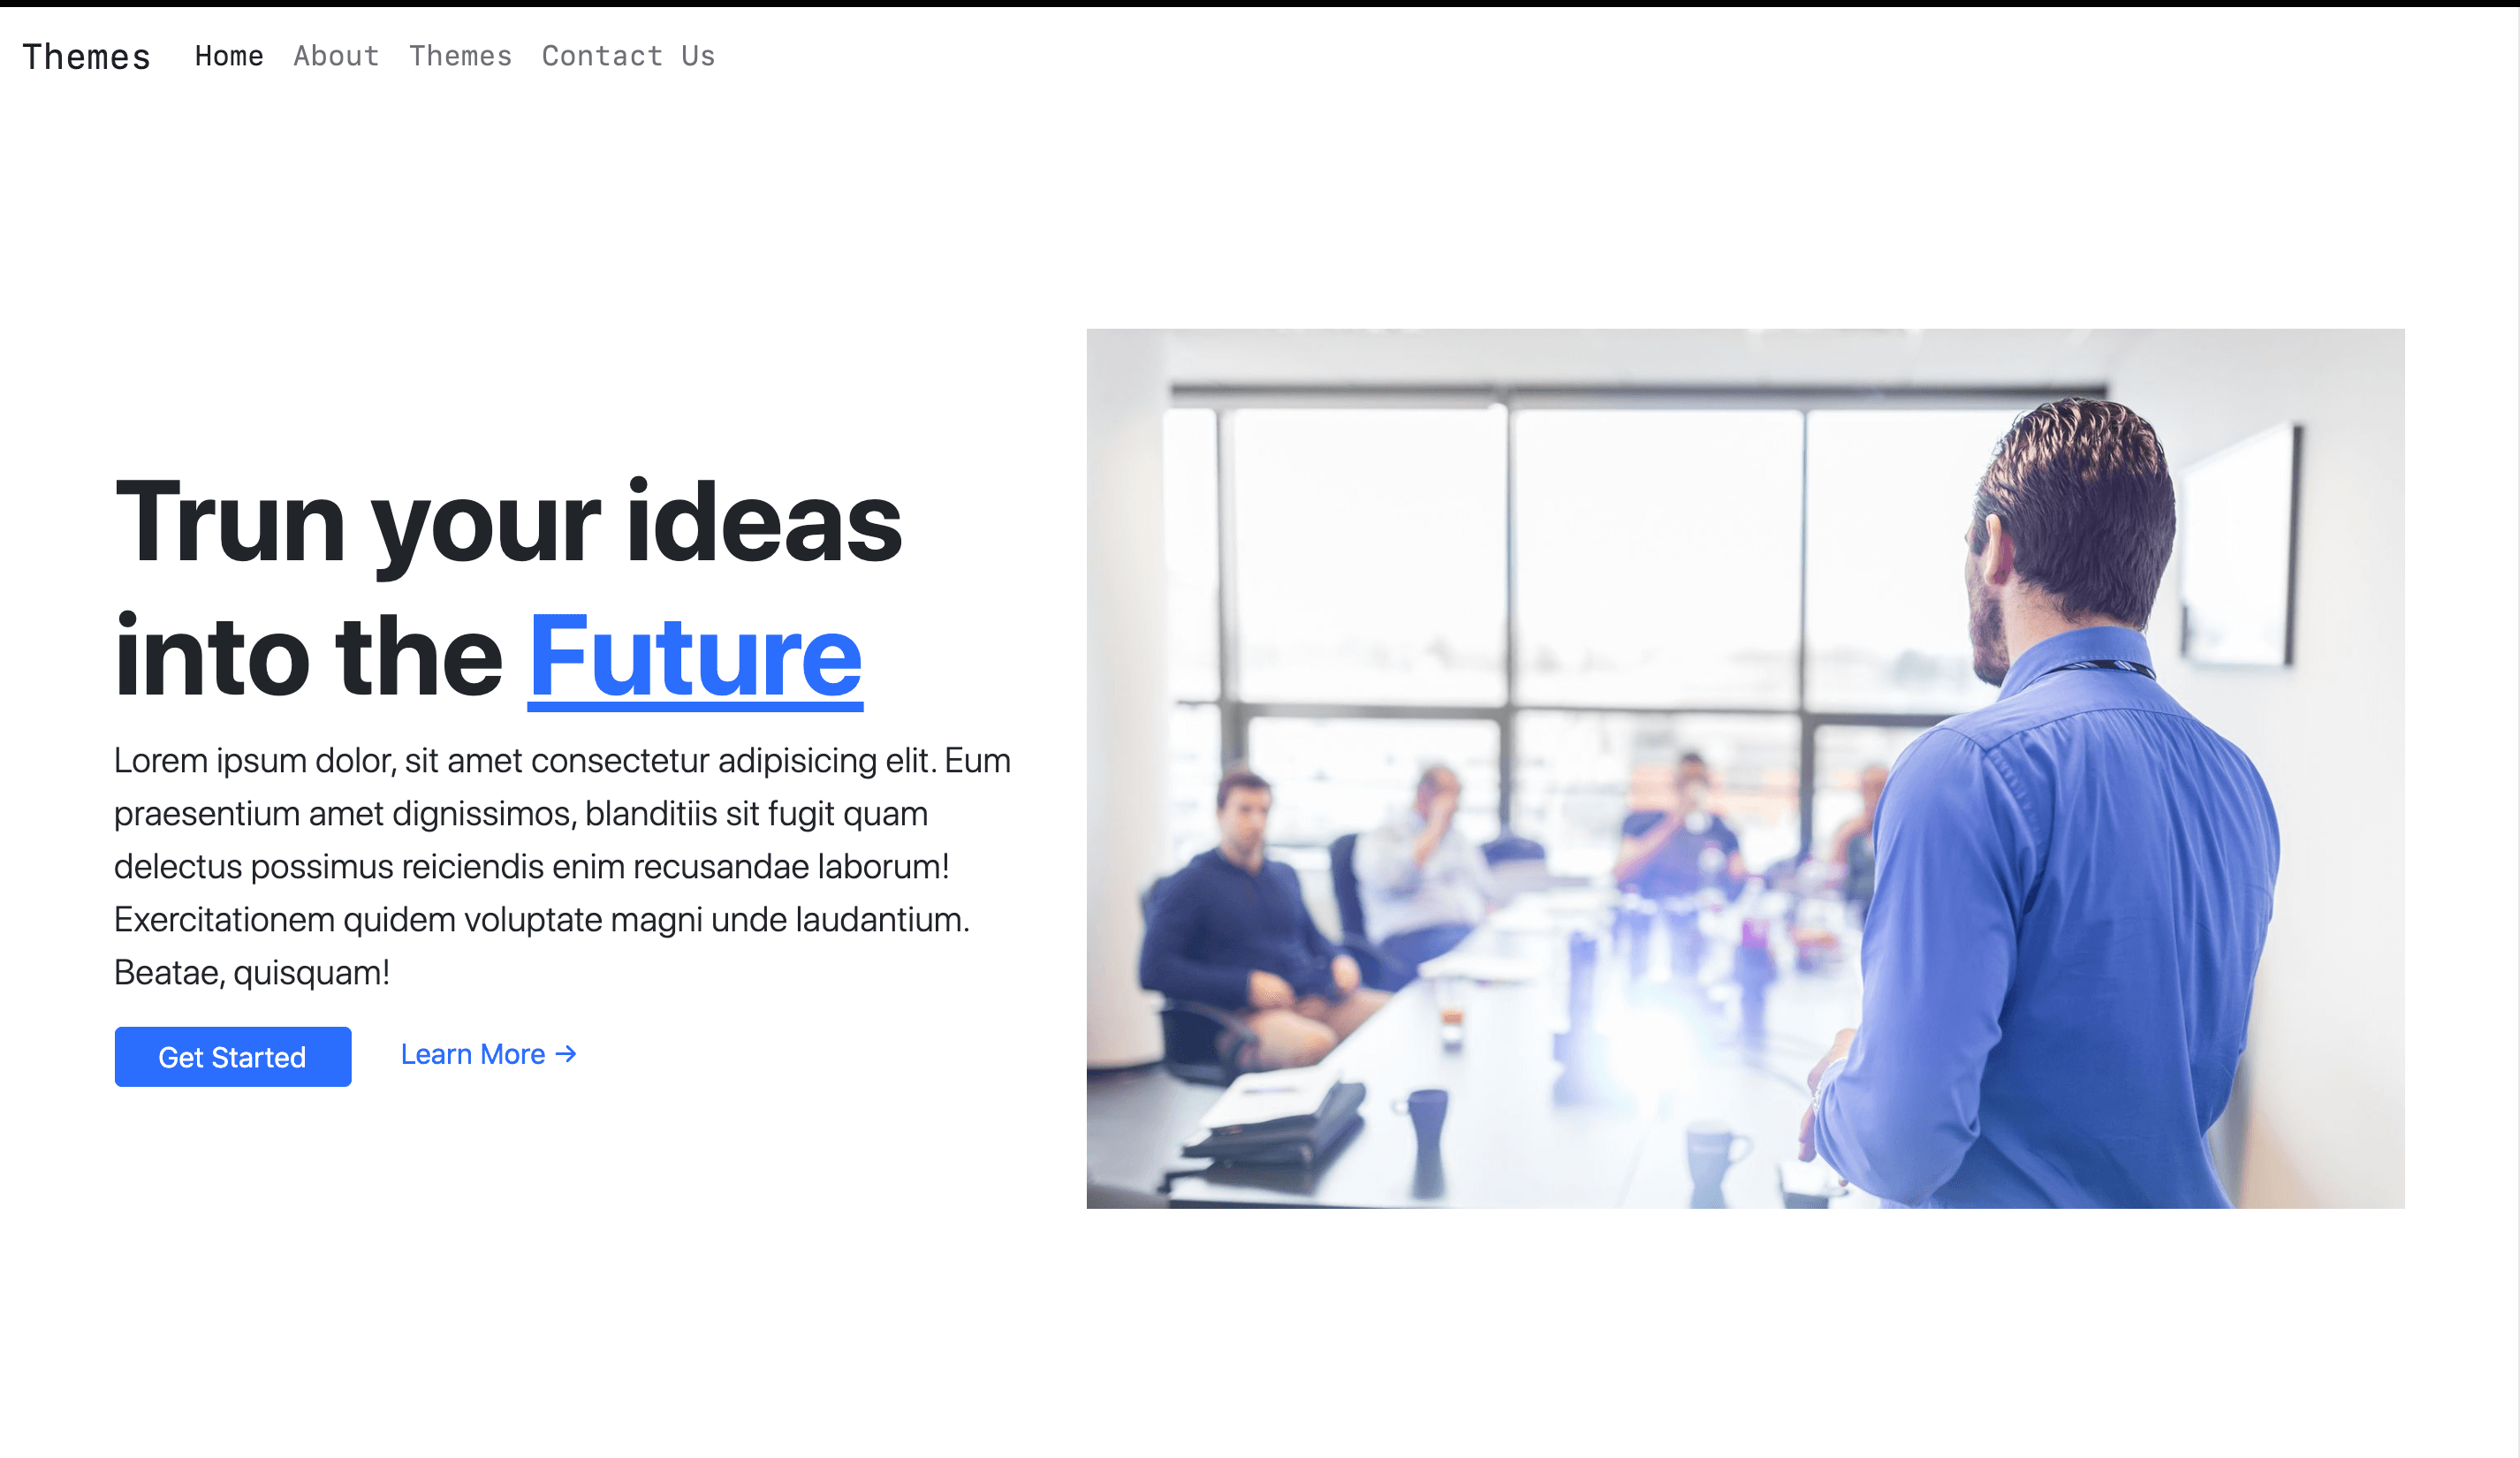 Themes Home About Themes Contact Us
Trun your ideas
into the Future
Lorem ipsum dolor, sit amet consectetur adipisicing elit. Eum
praesentium amet dignissimos, blanditiis sit fugit quam
delectus possimus reiciendis enim recusandae laborum!
Exercitationem quidem voluptate magni unde laudantium.
Beatae, quisquam!
Get Started Learn More →